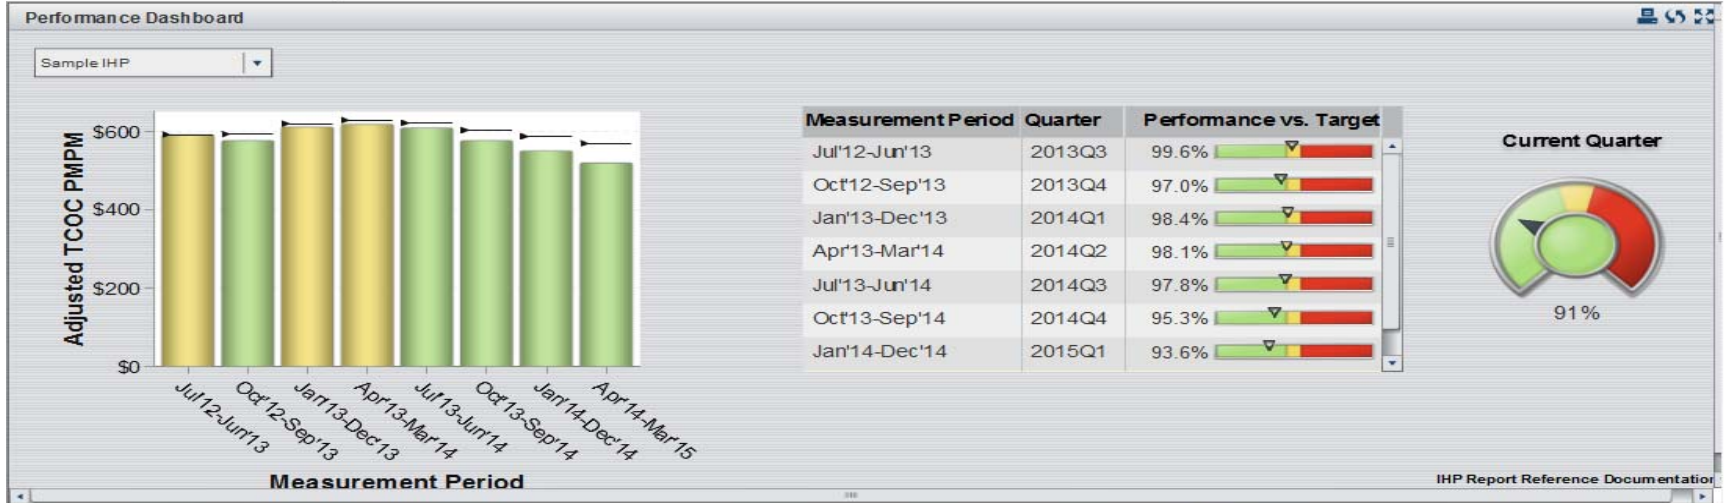 Performance Dashboard
Sample IHP
Adjusted TCOC PMPM
$600
$400
$200
$0
Jul'12-Jun'13
Oct'12-Sep'13
Jan'13-Dec'13
Apr'13-Mar'14
Jul'13-Jun'14
Oct'13-Sep'14
Jan'14-Dec'14
Apr'14-Mar'15
Measurement Period
Measurement Period Quarter Performance vs. Target
Jul'12-Jun'13 2013Q3 99.6%
Oct'12-Sep'13 2013Q4 97.0%
Jan'13-Dec'13 2014Q1 98.4%
Apr'13-Mar'14 2014Q2 98.1%
Jul'13-Jun'14 2014Q3 97.8%
Oct'13-Sep'14 2014Q4 95.3%
Jan'14-Dec'14 2015Q1 93.6%
Current Quarter
91%
IHP Report Reference Documentation